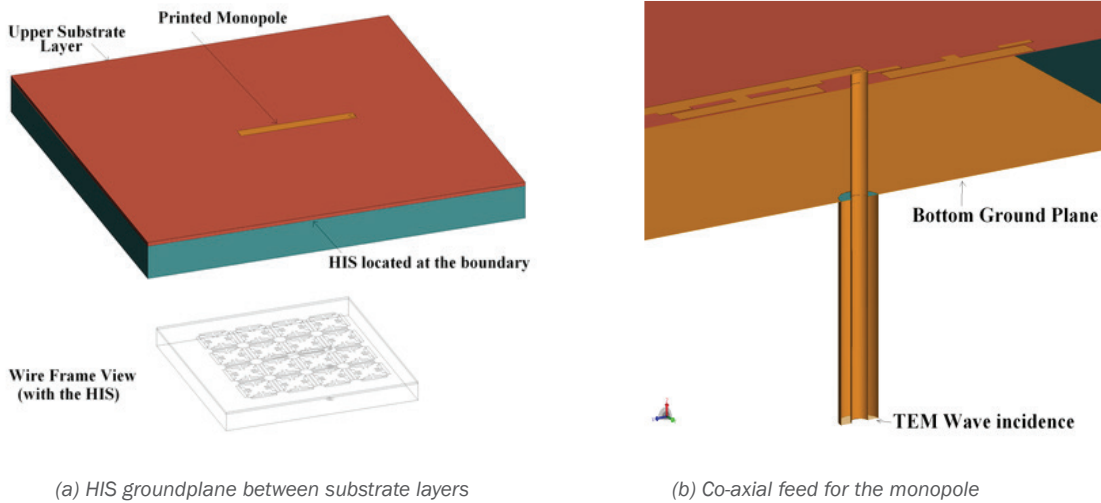 Printed Monopole
Upper Substrate
Layer
HIS located at the boundary
Wire Frame View
(with the HIS)
Bottom Ground Plane
TEM Wave incidence
(a) HIS groundplane between substrate layers
(b) Co-axial feed for the monopole